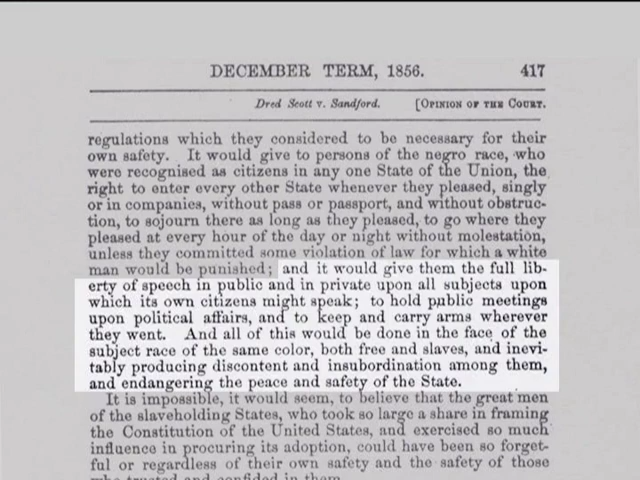 DECEMBER TERM, 1856. 417
Dred Scott v. Sandford. [OPINION OF THE COURT.
regulations which they considered to be necessary for their
own safety. It would give to persons of the negro race, who
were recognised as citizens in any one State of the Union, the
right to enter every other State whenever they pleased, singly
or in companies, without pass or passport, and without obstruc-
tion, to sojourn there as long as they pleased, to go where they
pleased at every hour of the day or night without molestation,
unless they committed some violation of law for which a white
man would be punished; and it would give them the full lib-
erty of speech in public and in private upon all subjects upon
which its own citizens might speak; to hold public meetings
upon political affairs, and to keep and carry arms wherever
they went. And all of this would be done in the face of the
subject race of the same color, both free and slaves, and inevi-
tably producing discontent and insubordination among them,
and endangering the peace and safety of the State.
It is impossible, it would seem, to believe that the great men
of the slaveholding States, who took so large a share in framing
the Constitution of the United States, and exercised so much
influence in procuring its adoption, could have been so forget-
ful or regardless of their own safety and the safety of those
who trusted and confided in them.